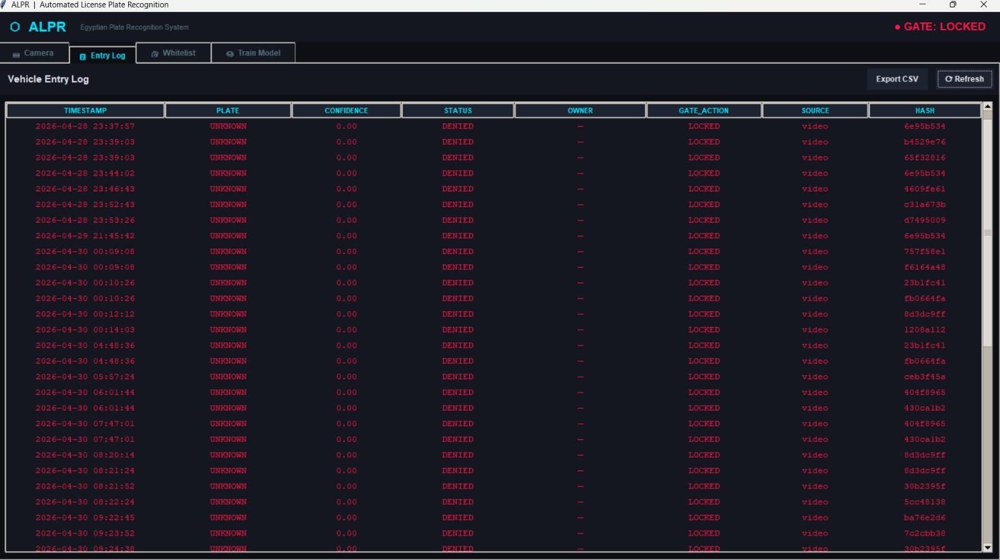 ALPR | Automated License Plate Recognition
ALPR Egyptian Plate Recognition System ● GATE: LOCKED
Camera Entry Log Whitelist Train Model
Vehicle Entry Log Export CSV ⟳ Refresh
TIMESTAMP PLATE CONFIDENCE STATUS OWNER GATE_ACTION SOURCE HASH
2026-04-28 23:37:57 UNKNOWN 0.00 DENIED — LOCKED video 6e95b534
2026-04-28 23:39:03 UNKNOWN 0.00 DENIED — LOCKED video b4529e76
2026-04-28 23:39:03 UNKNOWN 0.00 DENIED — LOCKED video 65f32816
2026-04-28 23:44:02 UNKNOWN 0.00 DENIED — LOCKED video 6e95b534
2026-04-28 23:46:43 UNKNOWN 0.00 DENIED — LOCKED video 4609fe61
2026-04-28 23:52:43 UNKNOWN 0.00 DENIED — LOCKED video c31a673b
2026-04-28 23:53:26 UNKNOWN 0.00 DENIED — LOCKED video d7495009
2026-04-29 21:45:42 UNKNOWN 0.00 DENIED — LOCKED video 6e95b534
2026-04-30 00:09:08 UNKNOWN 0.00 DENIED — LOCKED video 757f58e1
2026-04-30 00:09:08 UNKNOWN 0.00 DENIED — LOCKED video f6164a48
2026-04-30 00:10:26 UNKNOWN 0.00 DENIED — LOCKED video 23b1fc41
2026-04-30 00:10:26 UNKNOWN 0.00 DENIED — LOCKED video fb0664fa
2026-04-30 00:12:12 UNKNOWN 0.00 DENIED — LOCKED video 8d3dc9ff
2026-04-30 00:14:03 UNKNOWN 0.00 DENIED — LOCKED video 1208a112
2026-04-30 04:48:36 UNKNOWN 0.00 DENIED — LOCKED video 23b1fc41
2026-04-30 04:48:36 UNKNOWN 0.00 DENIED — LOCKED video fb0664fa
2026-04-30 05:57:24 UNKNOWN 0.00 DENIED — LOCKED video ceb3f45a
2026-04-30 06:01:44 UNKNOWN 0.00 DENIED — LOCKED video 404f8965
2026-04-30 06:01:44 UNKNOWN 0.00 DENIED — LOCKED video 430ca1b2
2026-04-30 07:47:01 UNKNOWN 0.00 DENIED — LOCKED video 404f8965
2026-04-30 07:47:01 UNKNOWN 0.00 DENIED — LOCKED video 430ca1b2
2026-04-30 08:20:14 UNKNOWN 0.00 DENIED — LOCKED video 8d3dc9ff
2026-04-30 08:21:24 UNKNOWN 0.00 DENIED — LOCKED video 8d3dc9ff
2026-04-30 08:21:52 UNKNOWN 0.00 DENIED — LOCKED video 30b2395f
2026-04-30 08:22:24 UNKNOWN 0.00 DENIED — LOCKED video 5cc48138
2026-04-30 09:22:45 UNKNOWN 0.00 DENIED — LOCKED video ba76e2d6
2026-04-30 09:23:52 UNKNOWN 0.00 DENIED — LOCKED video 7c2cbb38
2026-04-30 09:24:38 UNKNOWN 0.00 DENIED — LOCKED video 30b2395f